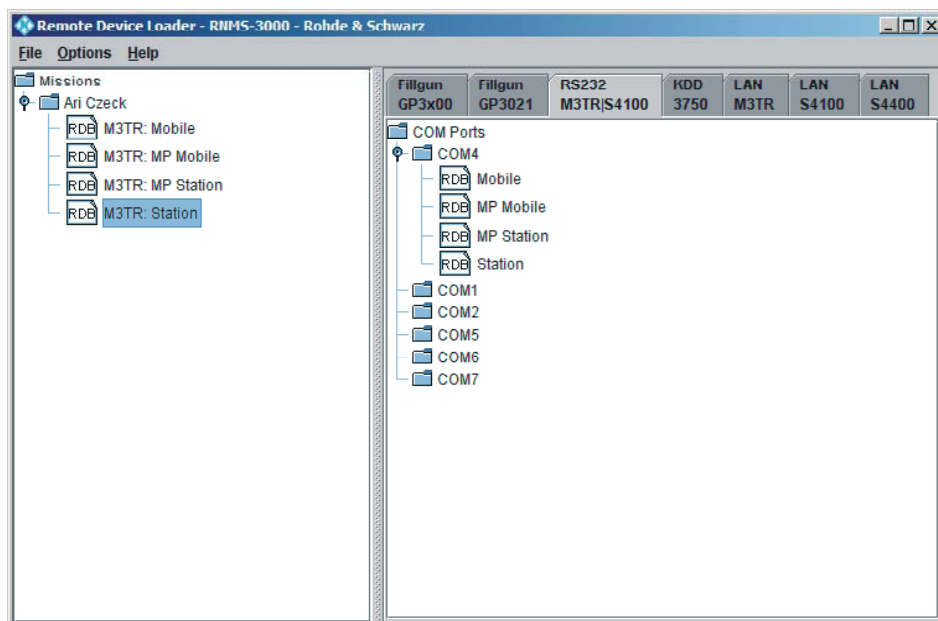 Remote Device Loader - RNMS-3000 - Rohde & Schwarz
File Options Help
Missions
Ari Czeck
RDB M3TR: Mobile
RDB M3TR: MP Mobile
RDB M3TR: MP Station
RDB M3TR: Station
Fillgun GP3x00
Fillgun GP3021
RS232 M3TR|S4100
KDD 3750
LAN M3TR
LAN S4100
LAN S4400
COM Ports
COM4
RDB Mobile
RDB MP Mobile
RDB MP Station
RDB Station
COM1
COM2
COM5
COM6
COM7